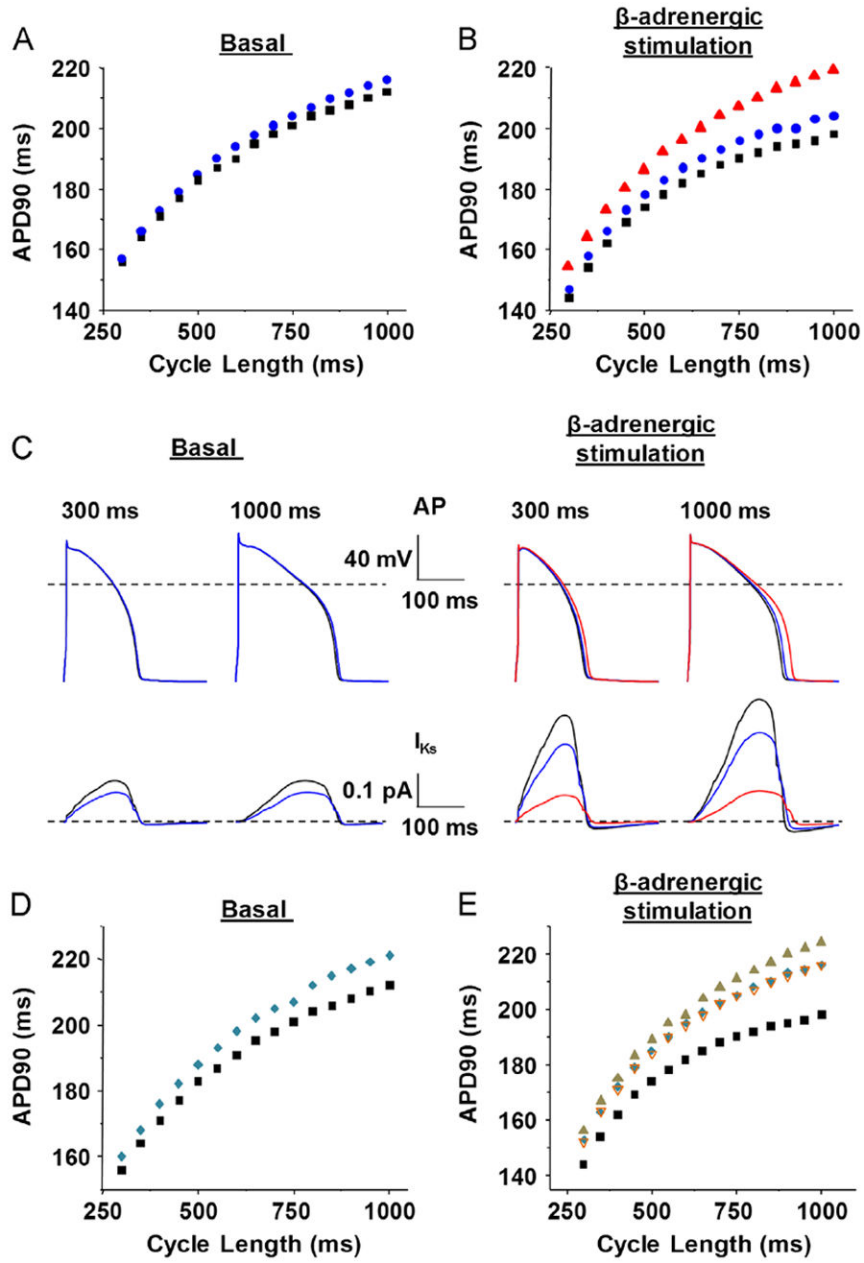 A
Basal
APD90 (ms)
220
200
180
160
140
250 500 750 1000
Cycle Length (ms)
B
β-adrenergic
stimulation
APD90 (ms)
220
200
180
160
140
250 500 750 1000
Cycle Length (ms)
C
Basal
300 ms
1000 ms
AP
40 mV
100 ms
IKs
0.1 pA
100 ms
β-adrenergic
stimulation
300 ms
1000 ms
D
Basal
APD90 (ms)
220
200
180
160
250 500 750 1000
Cycle Length (ms)
E
β-adrenergic
stimulation
APD90 (ms)
220
200
180
160
140
250 500 750 1000
Cycle Length (ms)